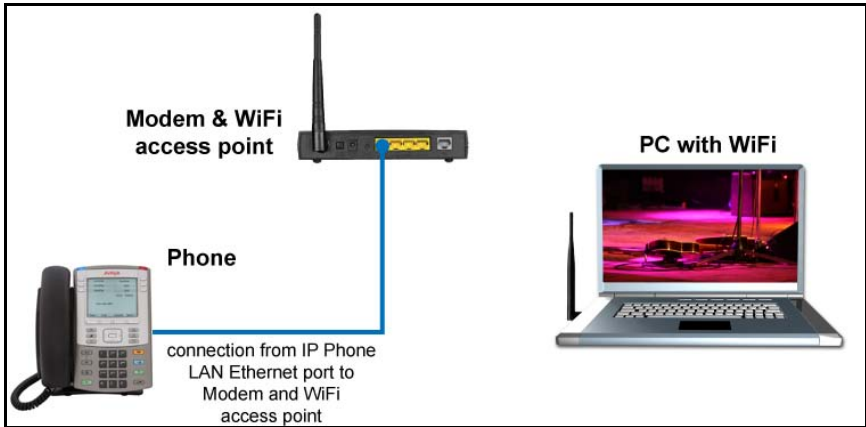 Modem & WiFi
access point
PC with WiFi
Phone
AVAYA
connection from IP Phone
LAN Ethernet port to
Modem and WiFi
access point